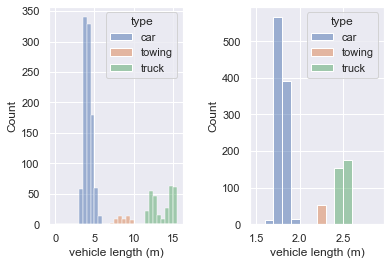 type
car
towing
truck
Count
350
300
250
200
150
100
50
0
0
5
10
15
vehicle length (m)
type
car
towing
truck
Count
500
400
300
200
100
0
1.5
2.0
2.5
vehicle length (m)